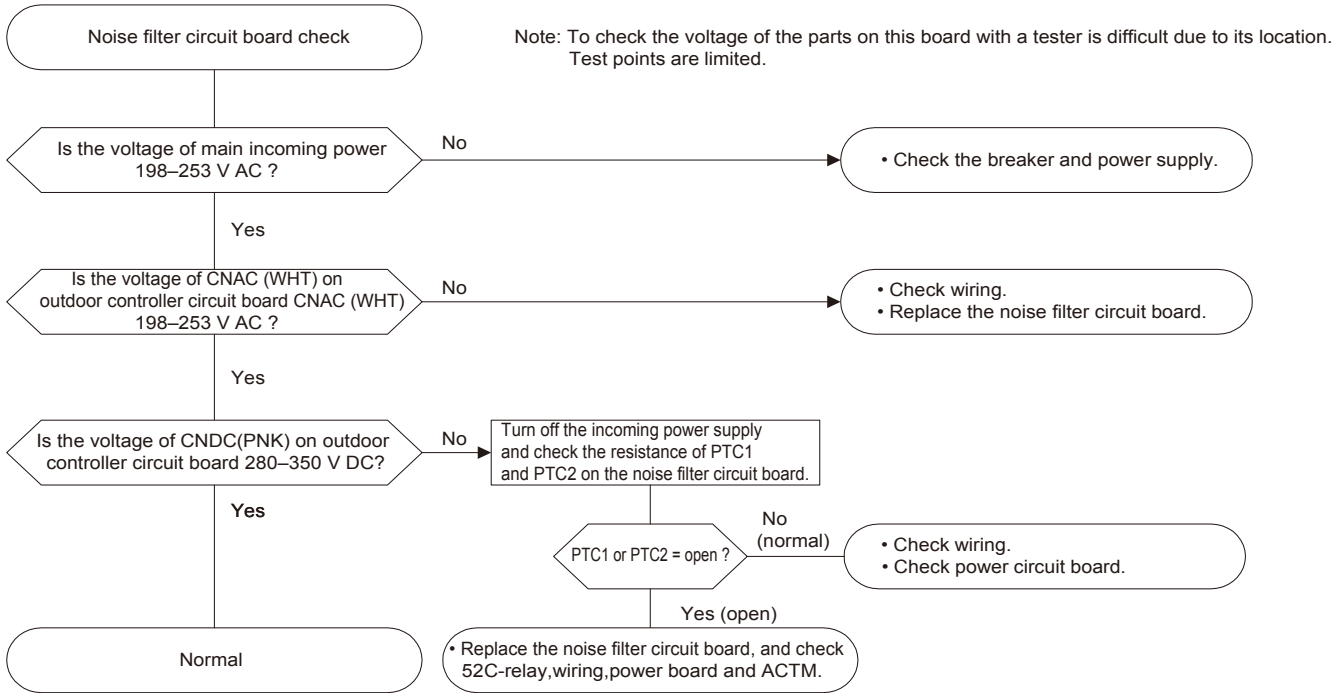 Noise filter circuit board check
Note: To check the voltage of the parts on this board with a tester is difficult due to its location.
Test points are limited.
Is the voltage of main incoming power
198–253 V AC ?
No
• Check the breaker and power supply.
Yes
Is the voltage of CNAC (WHT) on
outdoor controller circuit board CNAC (WHT)
198–253 V AC ?
No
• Check wiring.
• Replace the noise filter circuit board.
Yes
Is the voltage of CNDC(PNK) on outdoor
controller circuit board 280–350 V DC?
No
Turn off the incoming power supply
and check the resistance of PTC1
and PTC2 on the noise filter circuit board.
Yes
PTC1 or PTC2 = open ?
No
(normal)
• Check wiring.
• Check power circuit board.
Yes (open)
• Replace the noise filter circuit board, and check
52C-relay,wiring,power board and ACTM.
Normal